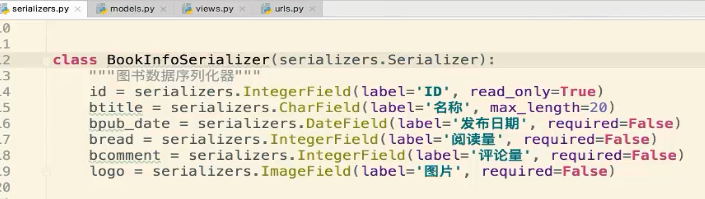 serializers.py × models.py × views.py × urls.py ×
10
11
12 class BookInfoSerializer(serializers.Serializer):
13 """图书数据序列化器"""
14 id = serializers.IntegerField(label='ID', read_only=True)
15 btitle = serializers.CharField(label='名称', max_length=20)
16 bpub_date = serializers.DateField(label='发布日期', required=False)
17 bread = serializers.IntegerField(label='阅读量', required=False)
18 bcomment = serializers.IntegerField(label='评论量', required=False)
19 logo = serializers.ImageField(label='图片', required=False)
20